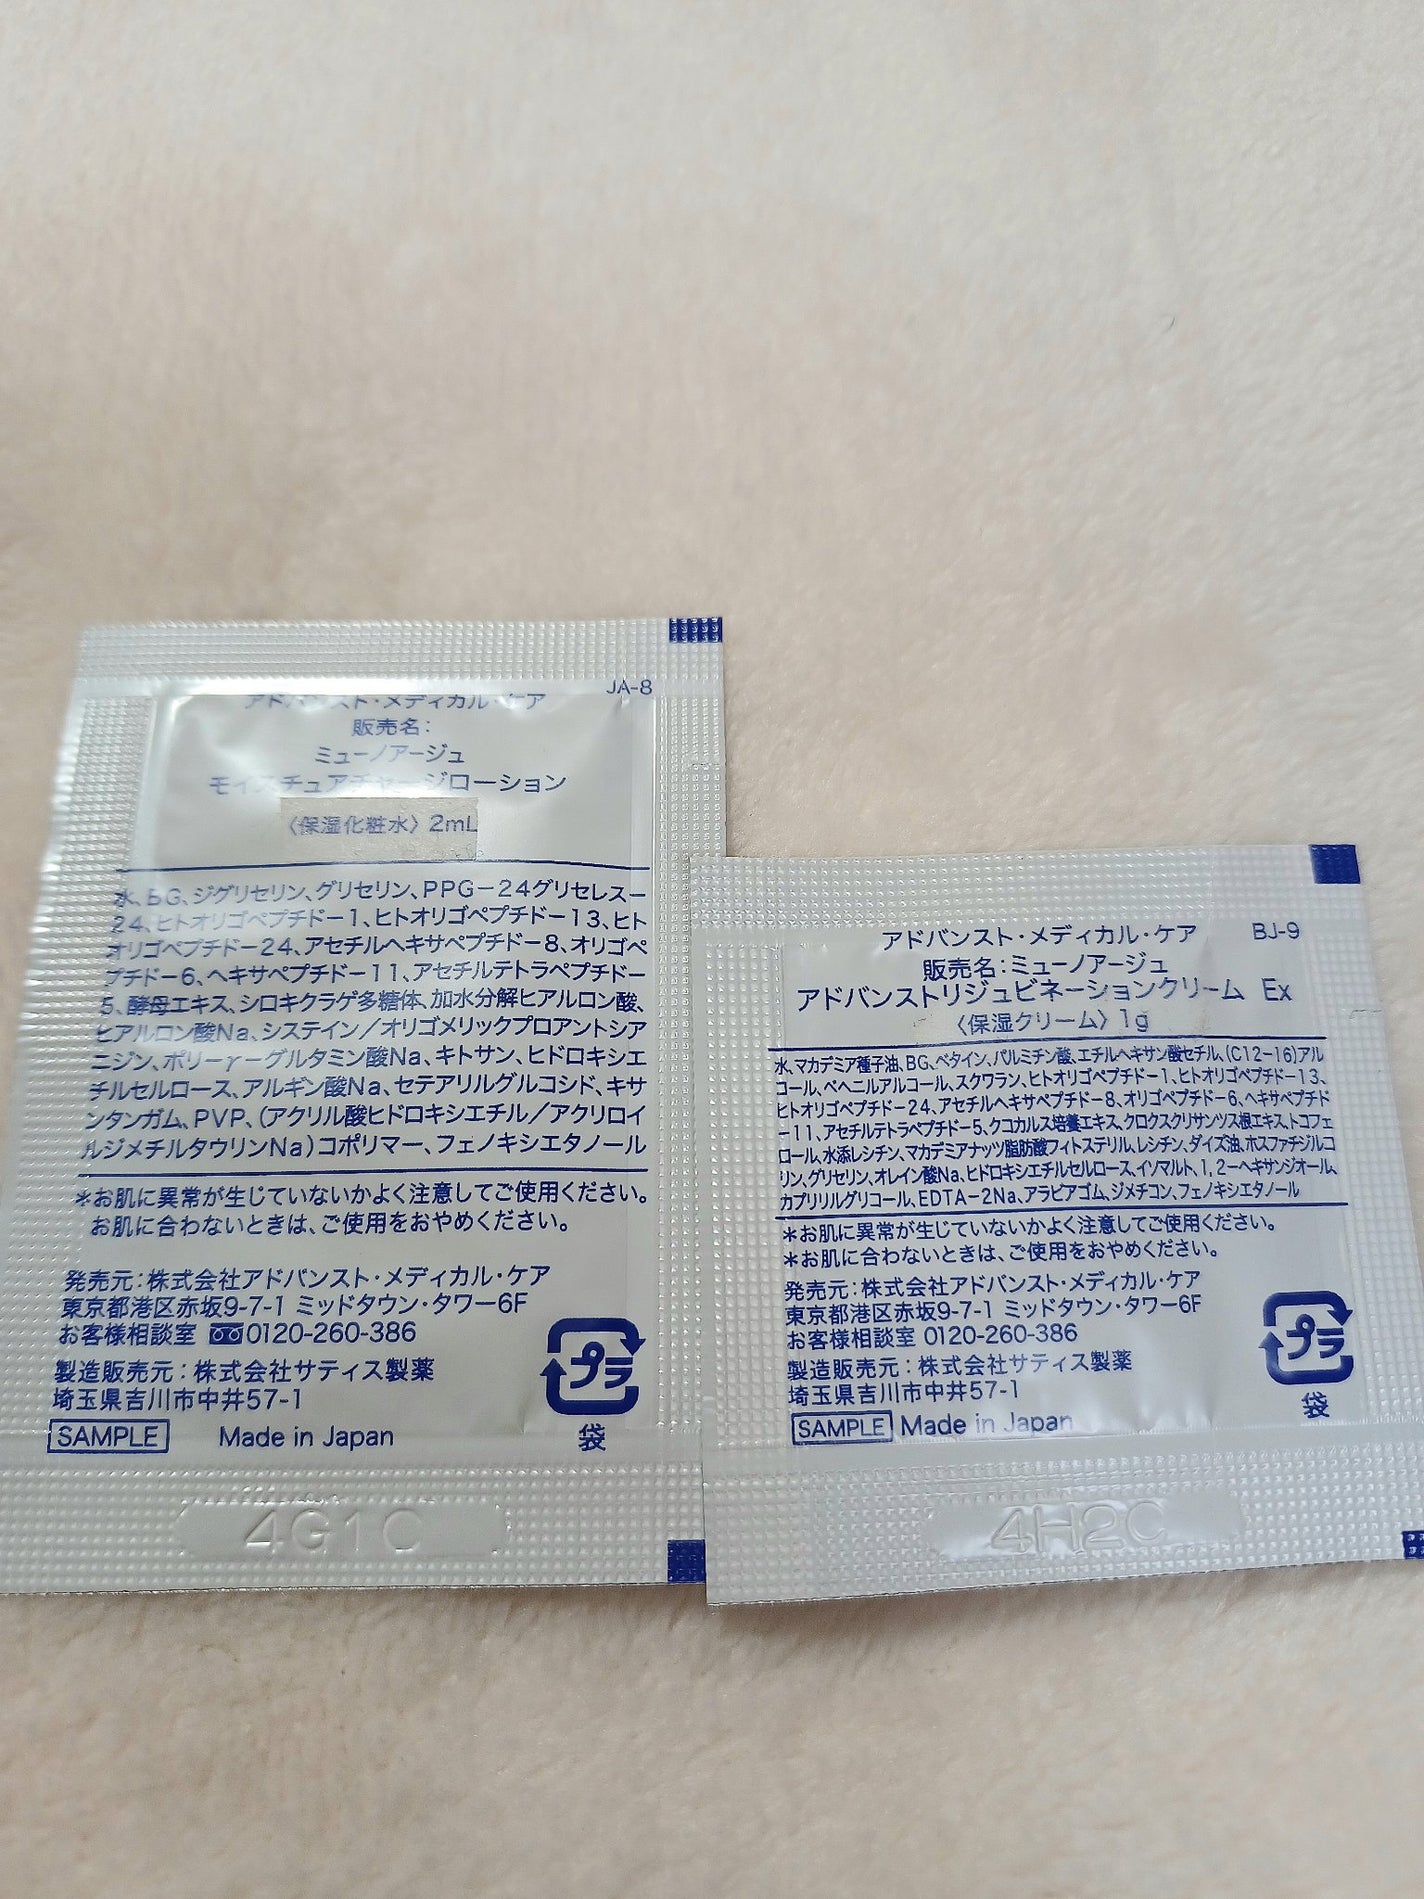 JA-8
アドバンスト・メディカル・ケア
販売名：
ミューノアージュ
モイスチュアチャージローション
〈保湿化粧水〉2mL
水、BG、ジグリセリン、グリセリン、PPG－24グリセレス－
24、ヒトオリゴペプチド－1、ヒトオリゴペプチド－13、ヒト
オリゴペプチド－24、アセチルヘキサペプチド－8、オリゴペ
プチド－6、ヘキサペプチド－11、アセチルテトラペプチド－
5、酵母エキス、シロキクラゲ多糖体、加水分解ヒアルロン酸、
ヒアルロン酸Na、システイン／オリゴメリックプロアントシア
ニジン、ポリ－γ－グルタミン酸Na、キトサン、ヒドロキシエ
チルセルロース、アルギン酸Na、セテアリルグルコシド、キサ
ンタンガム、PVP、（アクリル酸ヒドロキシエチル／アクリロイ
ルジメチルタウリンNa）コポリマー、フェノキシエタノール
＊お肌に異常が生じていないかよく注意してご使用ください。
お肌に合わないときは、ご使用をおやめください。
発売元：株式会社アドバンスト・メディカル・ケア
東京都港区赤坂9-7-1 ミッドタウン・タワー6F
お客様相談室 0120-260-386
製造販売元：株式会社サティス製薬
埼玉県吉川市中井57-1
SAMPLE Made in Japan
プラ
袋
4G1C
アドバンスト・メディカル・ケア BJ-9
販売名：ミューノアージュ
アドバンストリジュビネーションクリーム Ex
〈保湿クリーム〉1g
水、マカデミア種子油、BG、ベタイン、パルミチン酸、エチルヘキサン酸セチル、（C12－16）アル
コール、ベヘニルアルコール、スクワラン、ヒトオリゴペプチド－1、ヒトオリゴペプチド－13、
ヒトオリゴペプチド－24、アセチルヘキサペプチド－8、オリゴペプチド－6、ヘキサペプチド
－11、アセチルテトラペプチド－5、クココカルス培養エキス、クロクスクリサンツス根エキス、トコフェ
ロール、水添レシチン、マカデミアナッツ脂肪酸フィトステリル、レシチン、ダイズ油、ホスファチジルコ
リン、グリセリン、オレイン酸Na、ヒドロキシエチルセルロース、イソマルト、1，2－ヘキサンジオール、
カプリリルグリコール、EDTA－2Na、アラビアゴム、ジメチコン、フェノキシエタノール
＊お肌に異常が生じていないかよく注意してご使用ください。
＊お肌に合わないときは、ご使用をおやめください。
発売元：株式会社アドバンスト・メディカル・ケア
東京都港区赤坂9-7-1 ミッドタウン・タワー6F
お客様相談室 0120-260-386
製造販売元：株式会社サティス製薬
埼玉県吉川市中井57-1
SAMPLE Made in Japan
プラ
袋
4H2C